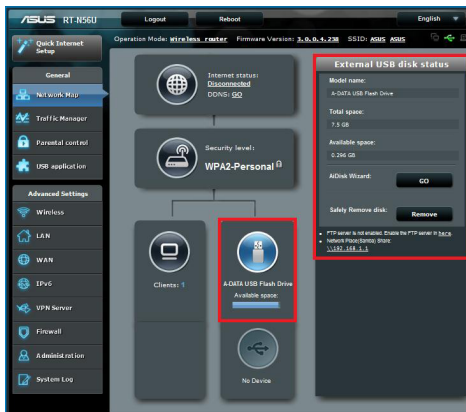 ASUS RT-N56U
Logout
Reboot
English
Quick Internet
Setup
Operation Mode: Wireless router Firmware Version: 3.0.0.4.238 SSID: ASUS ASUS
General
Network Map
Traffic Manager
Parental control
USB application
Advanced Settings
Wireless
LAN
WAN
IPv6
VPN Server
Firewall
Administration
System Log
Internet status:
Disconnected
DDNS: GO
Security level:
WPA2-Personal
Clients: 1
A-DATA USB Flash Drive
Available space:
No Device
External USB disk status
Model name:
A-DATA USB Flash Drive
Total space:
7.5 GB
Available space:
0.296 GB
AiDisk Wizard:
GO
Safely Remove disk:
Remove
FTP server is not enabled. Enable the FTP server in here.
Network Place(Samba) Share:
\\192.168.1.1